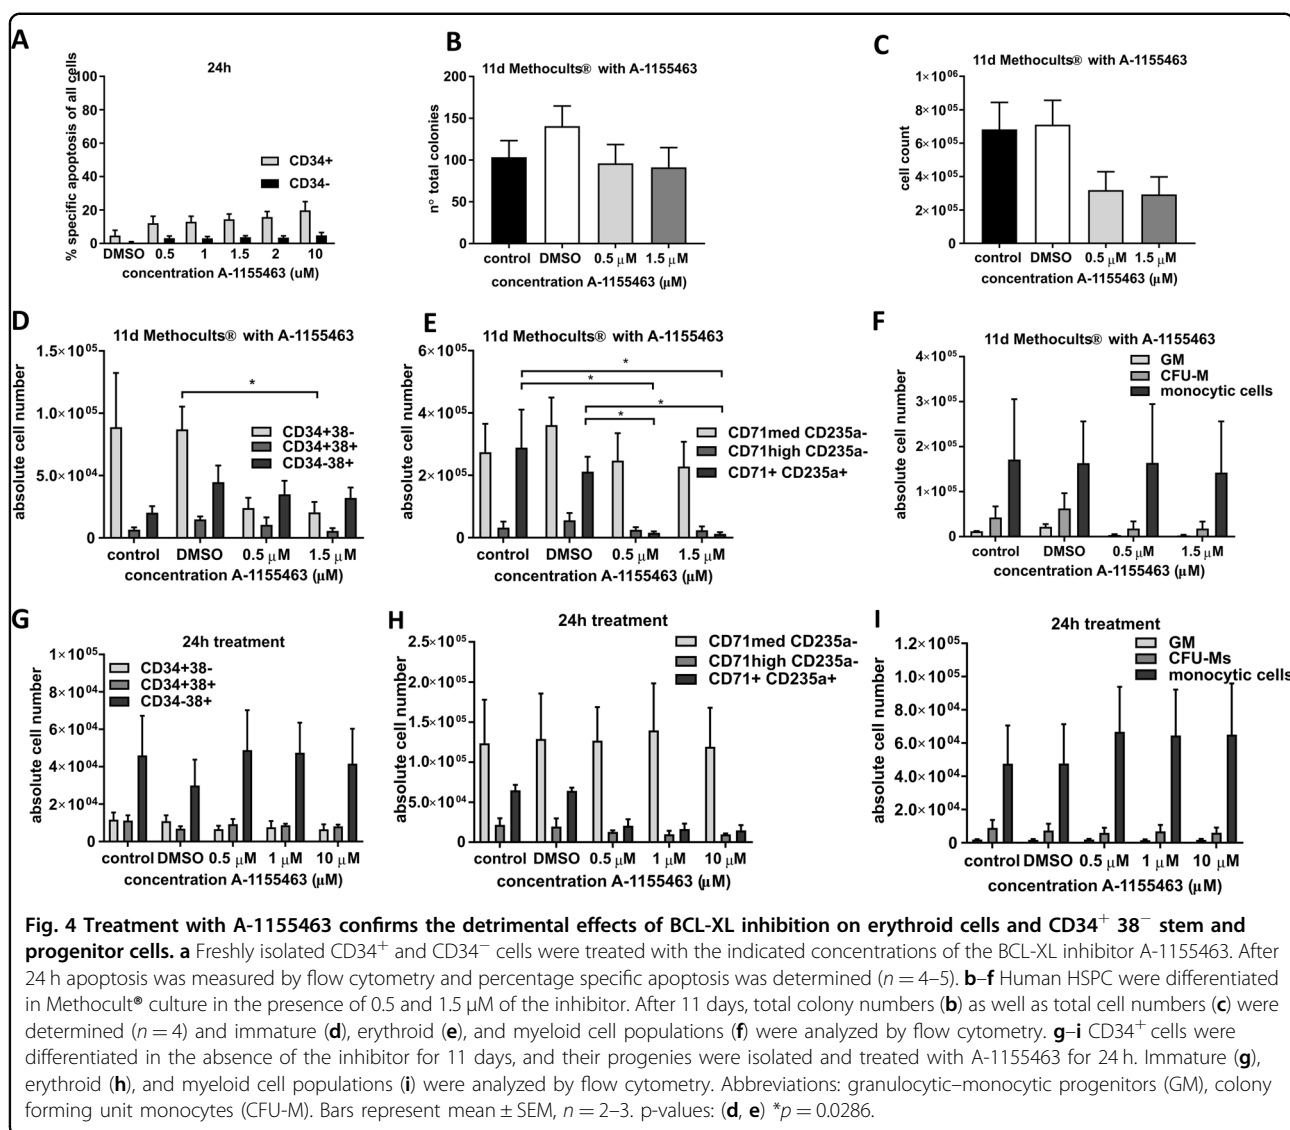 A
24h
% specific apoptosis of all cells
100
80
60
40
20
0
CD34+
CD34-
DMSO 0.5 1 1.5 2 10
concentration A-1155463 (uM)
B
11d Methocults® with A-1155463
n° total colonies
200
150
100
50
0
control DMSO 0.5 μM 1.5 μM
concentration A-1155463 (μM)
C
11d Methocults® with A-1155463
cell count
1×10⁰⁶
8×10⁰⁵
6×10⁰⁵
4×10⁰⁵
2×10⁰⁵
0
control DMSO 0.5 μM 1.5 μM
concentration A-1155463 (μM)
D
11d Methocults® with A-1155463
absolute cell number
1.5×10⁰⁵
1.0×10⁰⁵
5.0×10⁰⁴
0
*
CD34+38-
CD34+38+
CD34-38+
control DMSO 0.5 μM 1.5 μM
concentration A-1155463 (μM)
E
11d Methocults® with A-1155463
absolute cell number
6×10⁰⁵
4×10⁰⁵
2×10⁰⁵
0
*
*
*
*
CD71med CD235a-
CD71high CD235a-
CD71+ CD235a+
control DMSO 0.5 μM 1.5 μM
concentration A-1155463 (μM)
F
11d Methocults® with A-1155463
absolute cell number
4×10⁰⁵
3×10⁰⁵
2×10⁰⁵
1×10⁰⁵
0
GM
CFU-M
monocytic cells
control DMSO 0.5 μM 1.5 μM
concentration A-1155463 (μM)
G
24h treatment
absolute cell number
1×10⁰⁵
8×10⁰⁴
6×10⁰⁴
4×10⁰⁴
2×10⁰⁴
0
CD34+38-
CD34+38+
CD34-38+
control DMSO 0.5 μM 1 μM 10 μM
concentration A-1155463 (μM)
H
24h treatment
absolute cell number
2.5×10⁰⁵
2.0×10⁰⁵
1.5×10⁰⁵
1.0×10⁰⁵
5.0×10⁰⁴
0
CD71med CD235a-
CD71high CD235a-
CD71+ CD235a+
control DMSO 0.5 μM 1 μM 10 μM
concentration A-1155463 (μM)
I
24h treatment
absolute cell number
1.2×10⁰⁵
1.0×10⁰⁵
8.0×10⁰⁴
6.0×10⁰⁴
4.0×10⁰⁴
2.0×10⁰⁴
0
GM
CFU-Ms
monocytic cells
control DMSO 0.5 μM 1 μM 10 μM
concentration A-1155463 (μM)
Fig. 4 Treatment with A-1155463 confirms the detrimental effects of BCL-XL inhibition on erythroid cells and CD34⁺ 38⁻ stem and
progenitor cells. a Freshly isolated CD34⁺ and CD34⁻ cells were treated with the indicated concentrations of the BCL-XL inhibitor A-1155463. After
24 h apoptosis was measured by flow cytometry and percentage specific apoptosis was determined (n = 4–5). b–f Human HSPC were differentiated
in Methocult® culture in the presence of 0.5 and 1.5 μM of the inhibitor. After 11 days, total colony numbers (b) as well as total cell numbers (c) were
determined (n = 4) and immature (d), erythroid (e), and myeloid cell populations (f) were analyzed by flow cytometry. g–i CD34⁺ cells were
differentiated in the absence of the inhibitor for 11 days, and their progenies were isolated and treated with A-1155463 for 24 h. Immature (g),
erythroid (h), and myeloid cell populations (i) were analyzed by flow cytometry. Abbreviations: granulocytic–monocytic progenitors (GM), colony
forming unit monocytes (CFU-M). Bars represent mean ± SEM, n = 2–3. p-values: (d, e) *p = 0.0286.